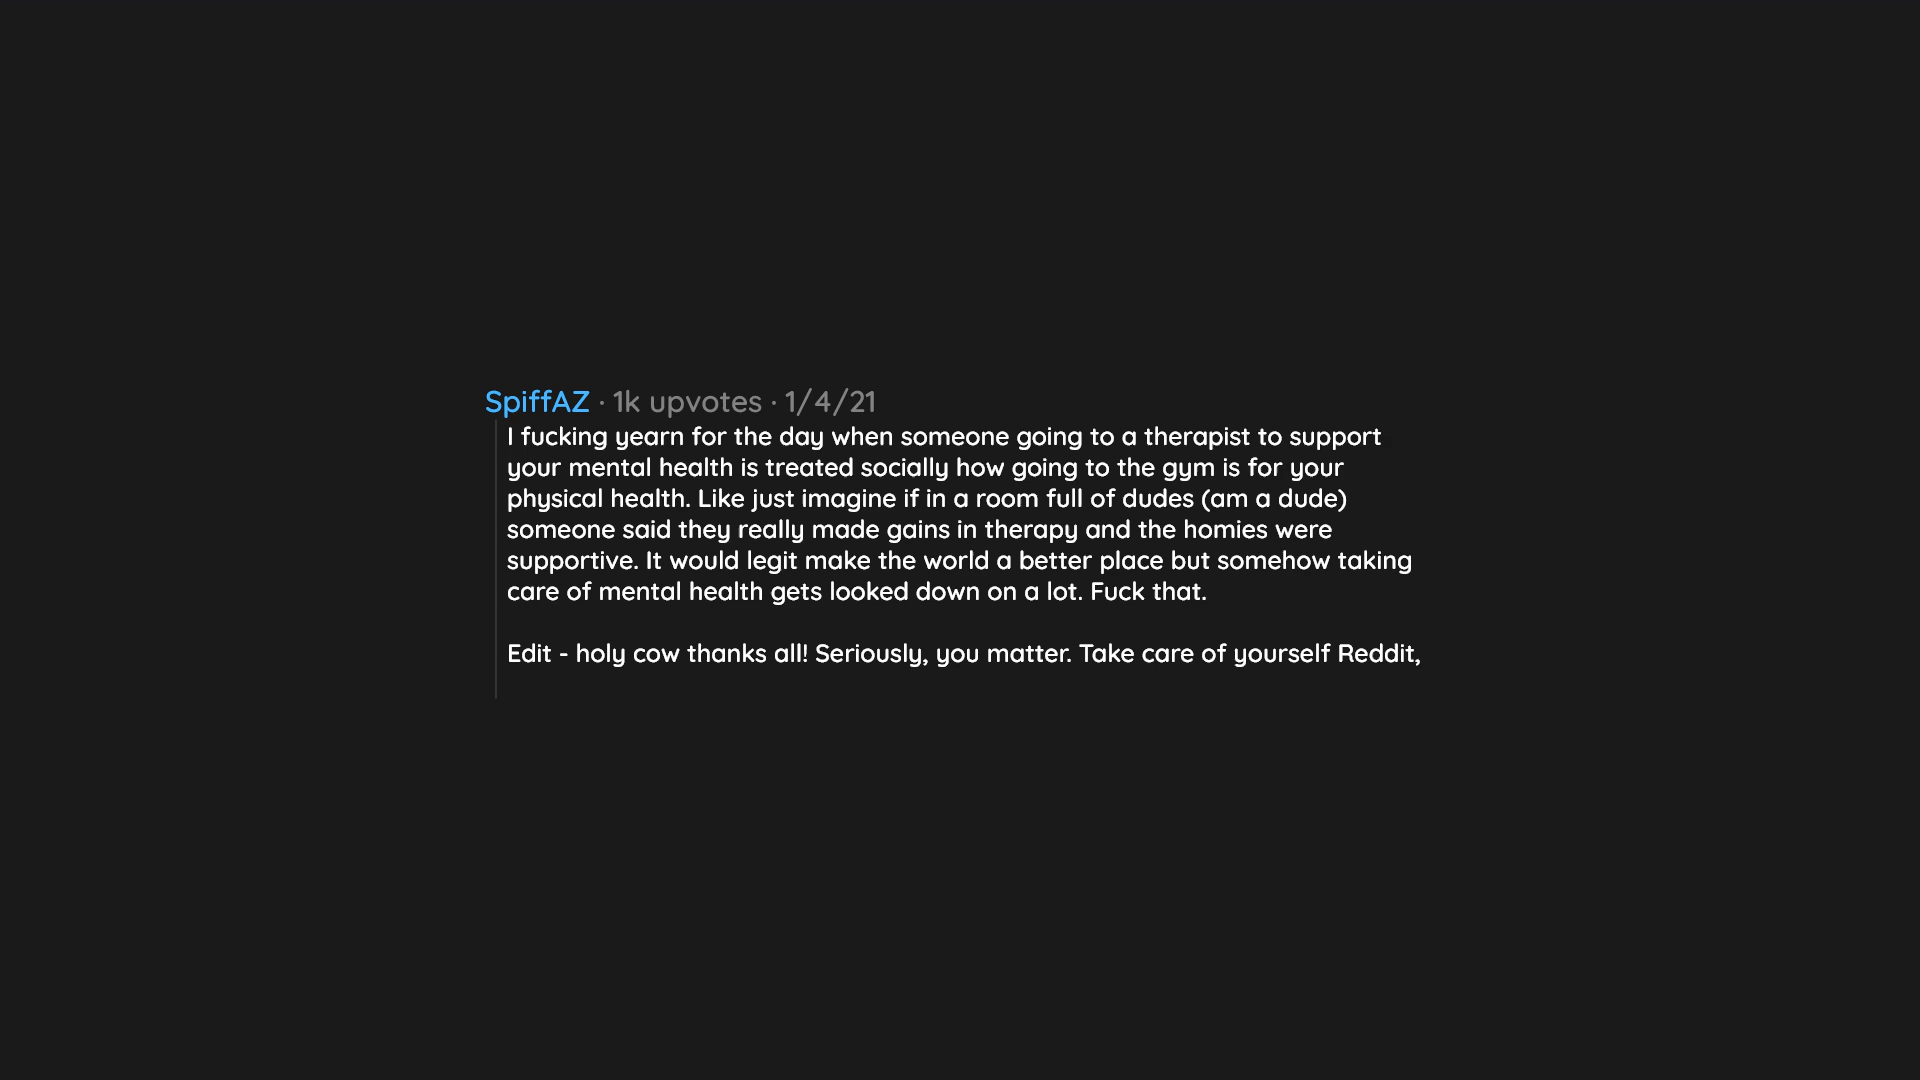 SpiffAZ · 1k upvotes · 1/4/21
I fucking yearn for the day when someone going to a therapist to support
your mental health is treated socially how going to the gym is for your
physical health. Like just imagine if in a room full of dudes (am a dude)
someone said they really made gains in therapy and the homies were
supportive. It would legit make the world a better place but somehow taking
care of mental health gets looked down on a lot. Fuck that.
Edit - holy cow thanks all! Seriously, you matter. Take care of yourself Reddit,